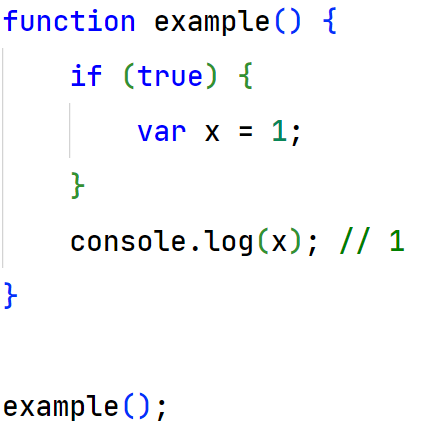 function example() {
    if (true) {
        var x = 1;
    }
    console.log(x); // 1
}

example();